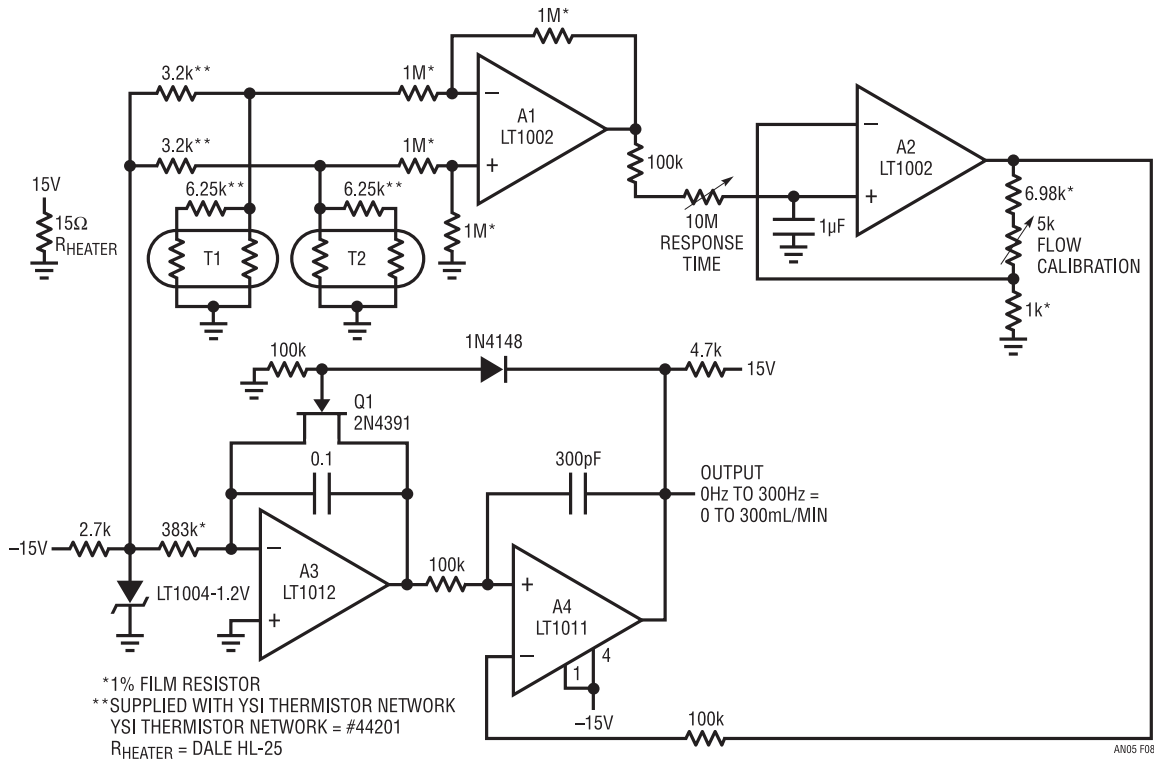 1M*
3.2k**
1M*
A1
LT1002
3.2k**
1M*
100k
A2
LT1002
15V
15Ω
RHEATER
6.25k**
6.25k**
T1
T2
1M*
10M
RESPONSE
TIME
1µF
6.98k*
5k
FLOW
CALIBRATION
1k*
100k
1N4148
4.7k
15V
Q1
2N4391
0.1
300pF
OUTPUT
0Hz TO 300Hz =
0 TO 300mL/MIN
–15V
2.7k
383k*
A3
LT1012
100k
A4
LT1011
LT1004-1.2V
1
4
–15V
100k
*1% FILM RESISTOR
**SUPPLIED WITH YSI THERMISTOR NETWORK
YSI THERMISTOR NETWORK = #44201
RHEATER = DALE HL-25
AN05 F08